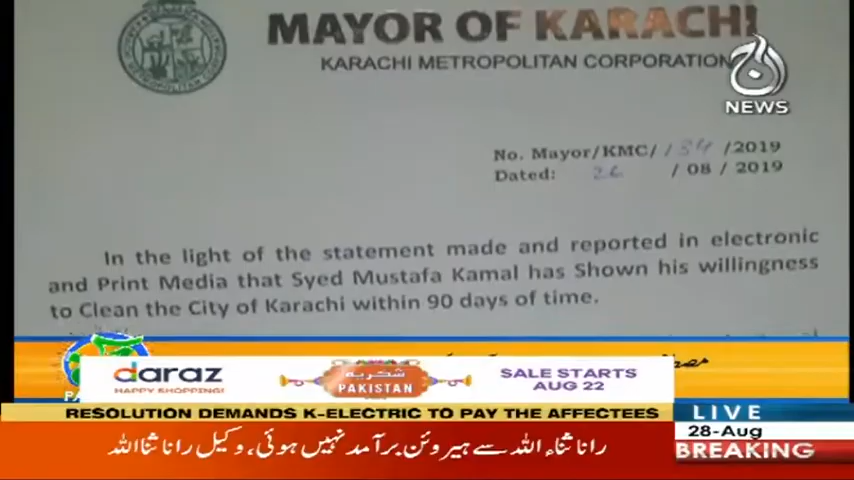 MAYOR OF KARACHI
KARACHI METROPOLITAN CORPORATION
NEWS
No. Mayor/KMC/ /2019
Dated: 26 / 08 / 2019
In the light of the statement made and reported in electronic
and Print Media that Syed Mustafa Kamal has Shown his willingness
to Clean the City of Karachi within 90 days of time.
daraz
HAPPY SHOPPING!
شکریہ
PAKISTAN
SALE STARTS
AUG 22
RESOLUTION DEMANDS K-ELECTRIC TO PAY THE AFFECTEES
LIVE
28-Aug
BREAKING
رانا ثناء اللہ سے ہیروئن برآمد نہیں ہوئی، وکیل رانا ثنا اللہ